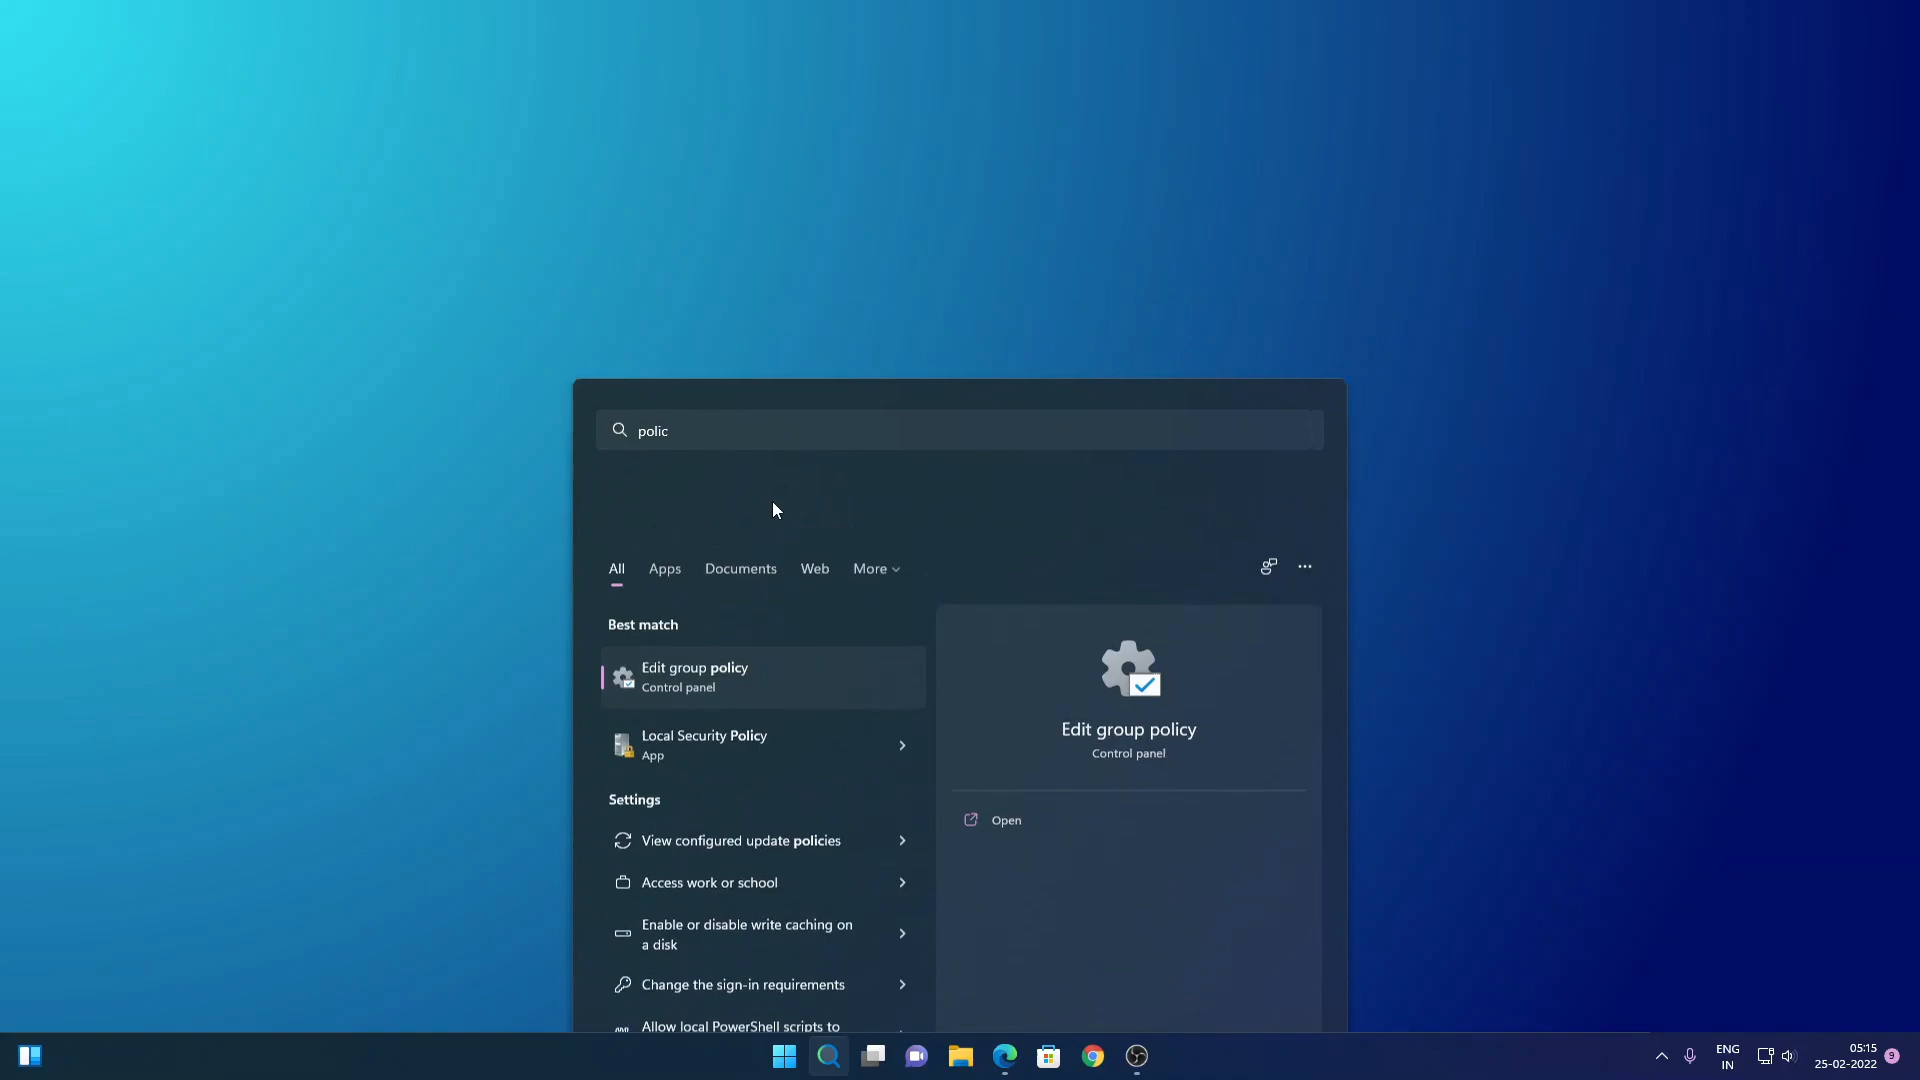 polic
All Apps Documents Web More
Best match
Edit group policy
Control panel
Local Security Policy
App
Settings
View configured update policies
Access work or school
Enable or disable write caching on
a disk
Change the sign-in requirements
Allow local PowerShell scripts to
Edit group policy
Control panel
Open
ENG
IN
05:15
25-02-2022
9